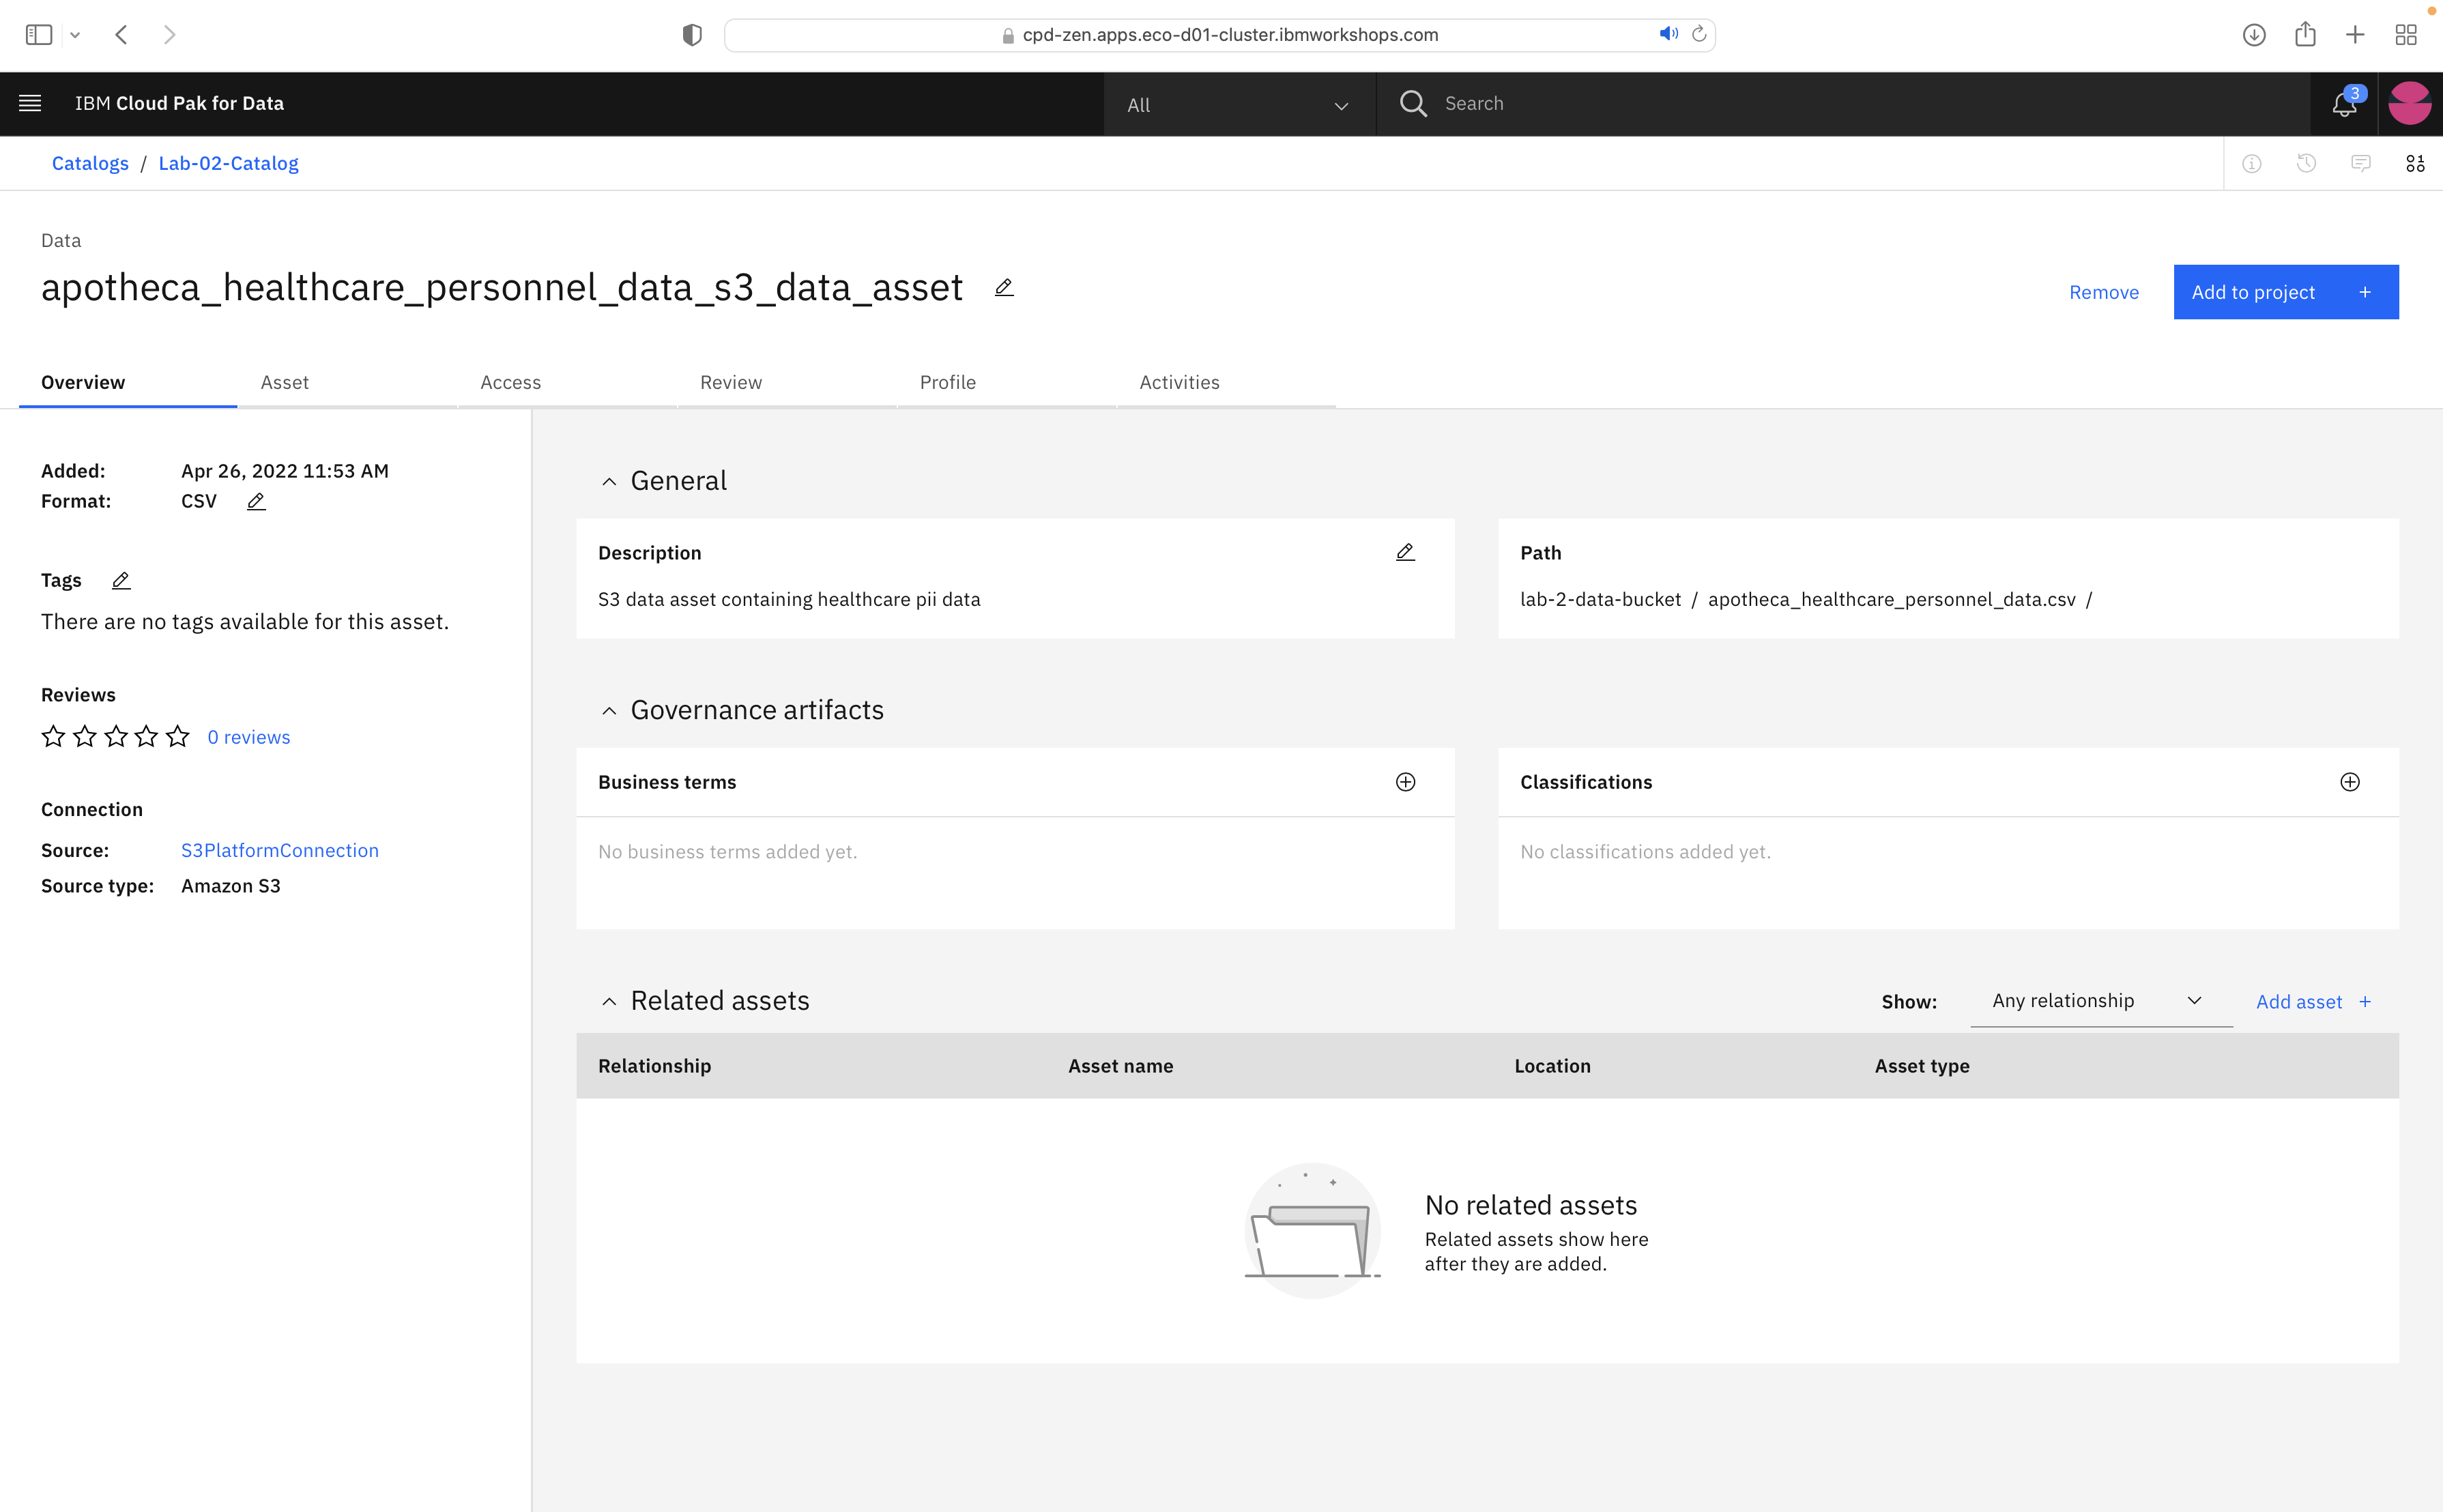 cpd-zen.apps.eco-d01-cluster.ibmworkshops.com
IBM Cloud Pak for Data
All
Search
3
Catalogs / Lab-02-Catalog
Data
apotheca_healthcare_personnel_data_s3_data_asset
Remove
Add to project +
Overview Asset Access Review Profile Activities
Added: Apr 26, 2022 11:53 AM
Format: CSV
Tags
There are no tags available for this asset.
Reviews
0 reviews
Connection
Source: S3PlatformConnection
Source type: Amazon S3
General
Description
S3 data asset containing healthcare pii data
Path
lab-2-data-bucket / apotheca_healthcare_personnel_data.csv /
Governance artifacts
Business terms
No business terms added yet.
Classifications
No classifications added yet.
Related assets
Show: Any relationship
Add asset +
Relationship Asset name Location Asset type
No related assets
Related assets show here
after they are added.